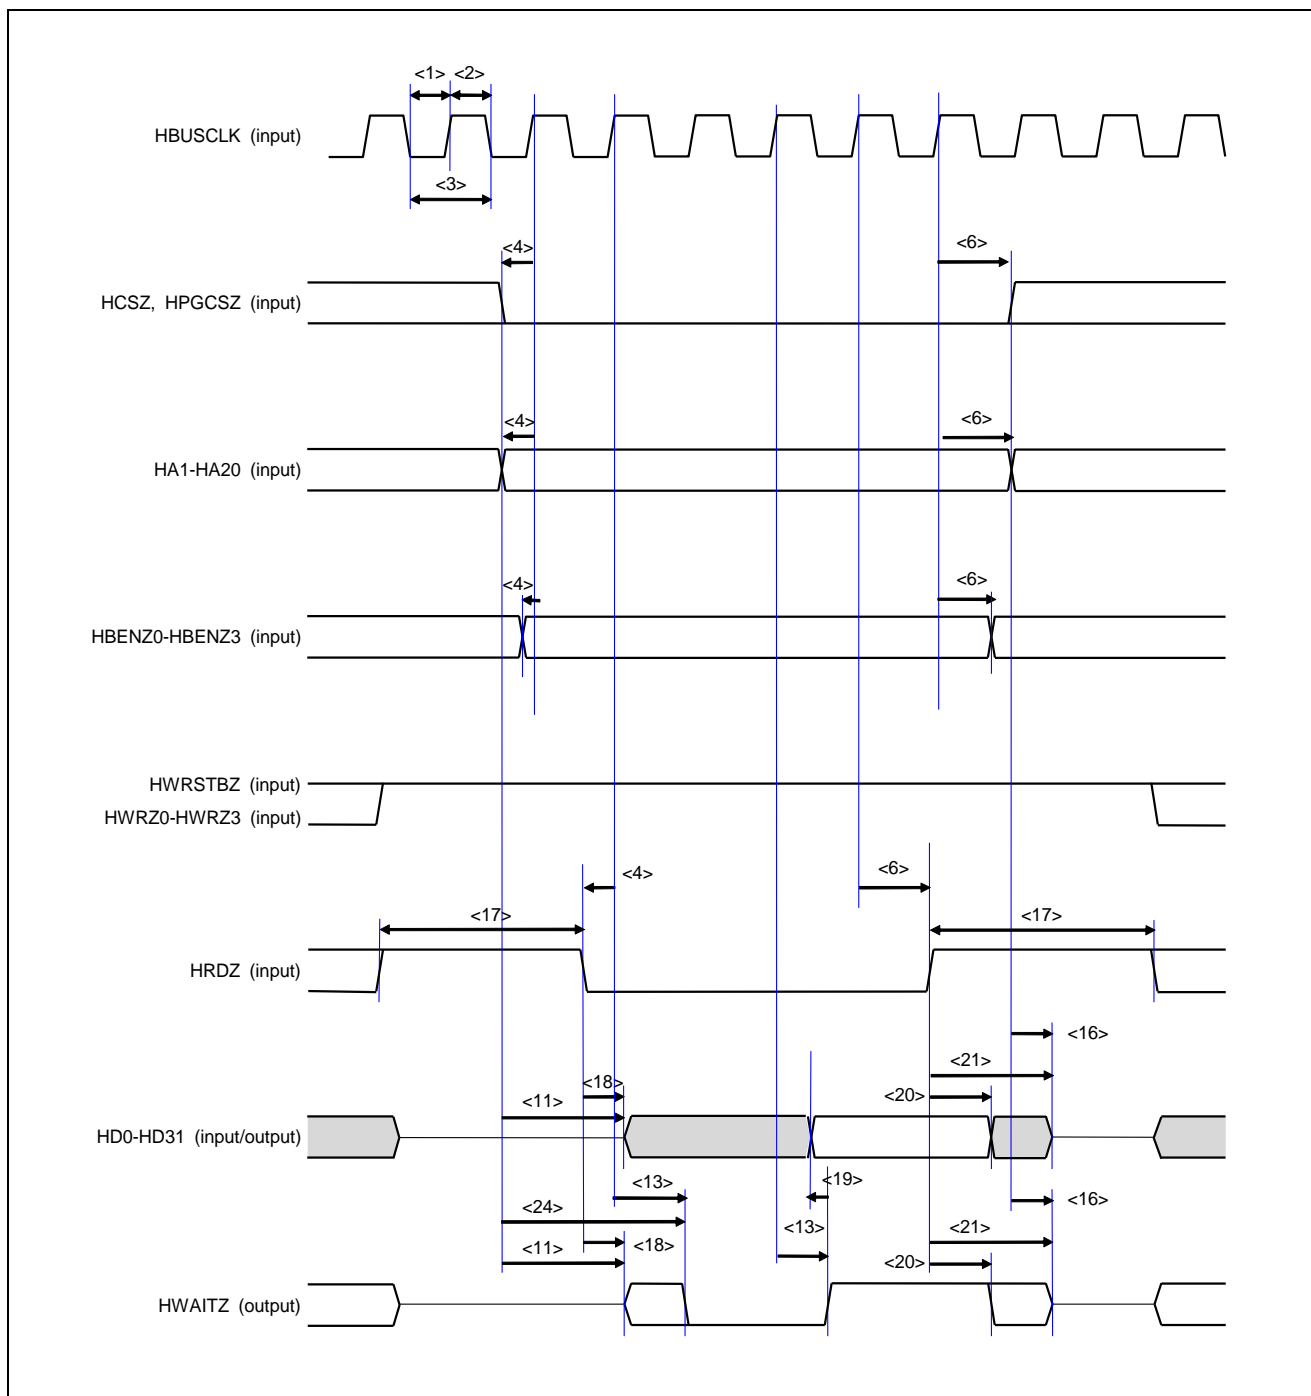 <1> <2>
HBUSCLK (input)
<3>
<4> <6>
HCSZ, HPGCSZ (input)
<4> <6>
HA1-HA20 (input)
<4> <6>
HBENZ0-HBENZ3 (input)
HWRSTBZ (input)
HWRZ0-HWRZ3 (input)
<4> <6>
<17> <17>
HRDZ (input)
<16>
<21>
<18> <20>
<11>
HD0-HD31 (input/output)
<13> <19> <16>
<24>
<13> <21>
<18>
<11> <20>
HWAITZ (output)